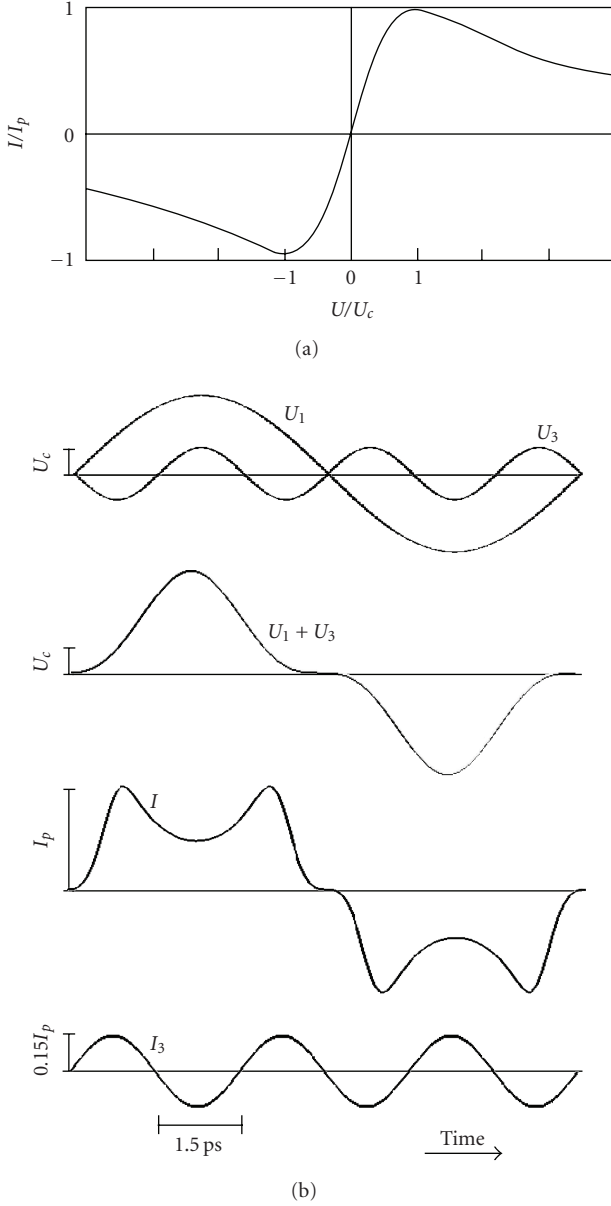 1
I/I_p
0
−1
−1 0 1
U/U_c
(a)
U_1
U_3
U_c
U_1 + U_3
U_c
I
I_p
I_3
0.15I_p
1.5 ps
Time
(b)